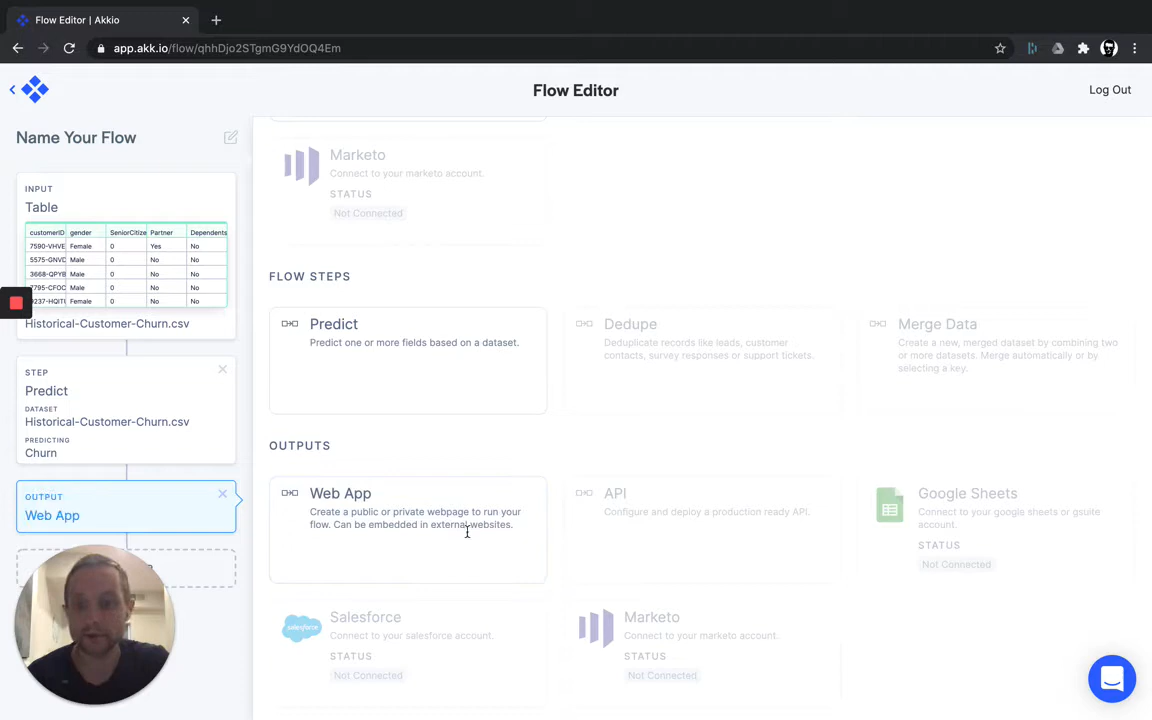 Flow Editor | Akkio
app.akk.io/flow/qhhDjo2STgmG9YdOQ4Em
Flow Editor
Log Out
Name Your Flow
INPUT
Table
customerID gender SeniorCitize Partner Dependents
7590-VHVE Female 0 Yes No
5575-GNVD Male 0 No No
3668-QPYB Male 0 No No
7795-CFOC Male 0 No No
9237-HQITU Female 0 No No
Historical-Customer-Churn.csv
STEP
Predict
DATASET
Historical-Customer-Churn.csv
PREDICTING
Churn
OUTPUT
Web App
Marketo
Connect to your marketo account.
STATUS
Not Connected
FLOW STEPS
Predict
Predict one or more fields based on a dataset.
Dedupe
Deduplicate records like leads, customer
contacts, survey responses or support tickets.
Merge Data
Create a new, merged dataset by combining two
or more datasets. Merge automatically or by
selecting a key.
OUTPUTS
Web App
Create a public or private webpage to run your
flow. Can be embedded in external websites.
API
Configure and deploy a production ready API.
Google Sheets
Connect to your google sheets or gsuite
account.
STATUS
Not Connected
salesforce
Salesforce
Connect to your salesforce account.
STATUS
Not Connected
Marketo
Connect to your marketo account.
STATUS
Not Connected